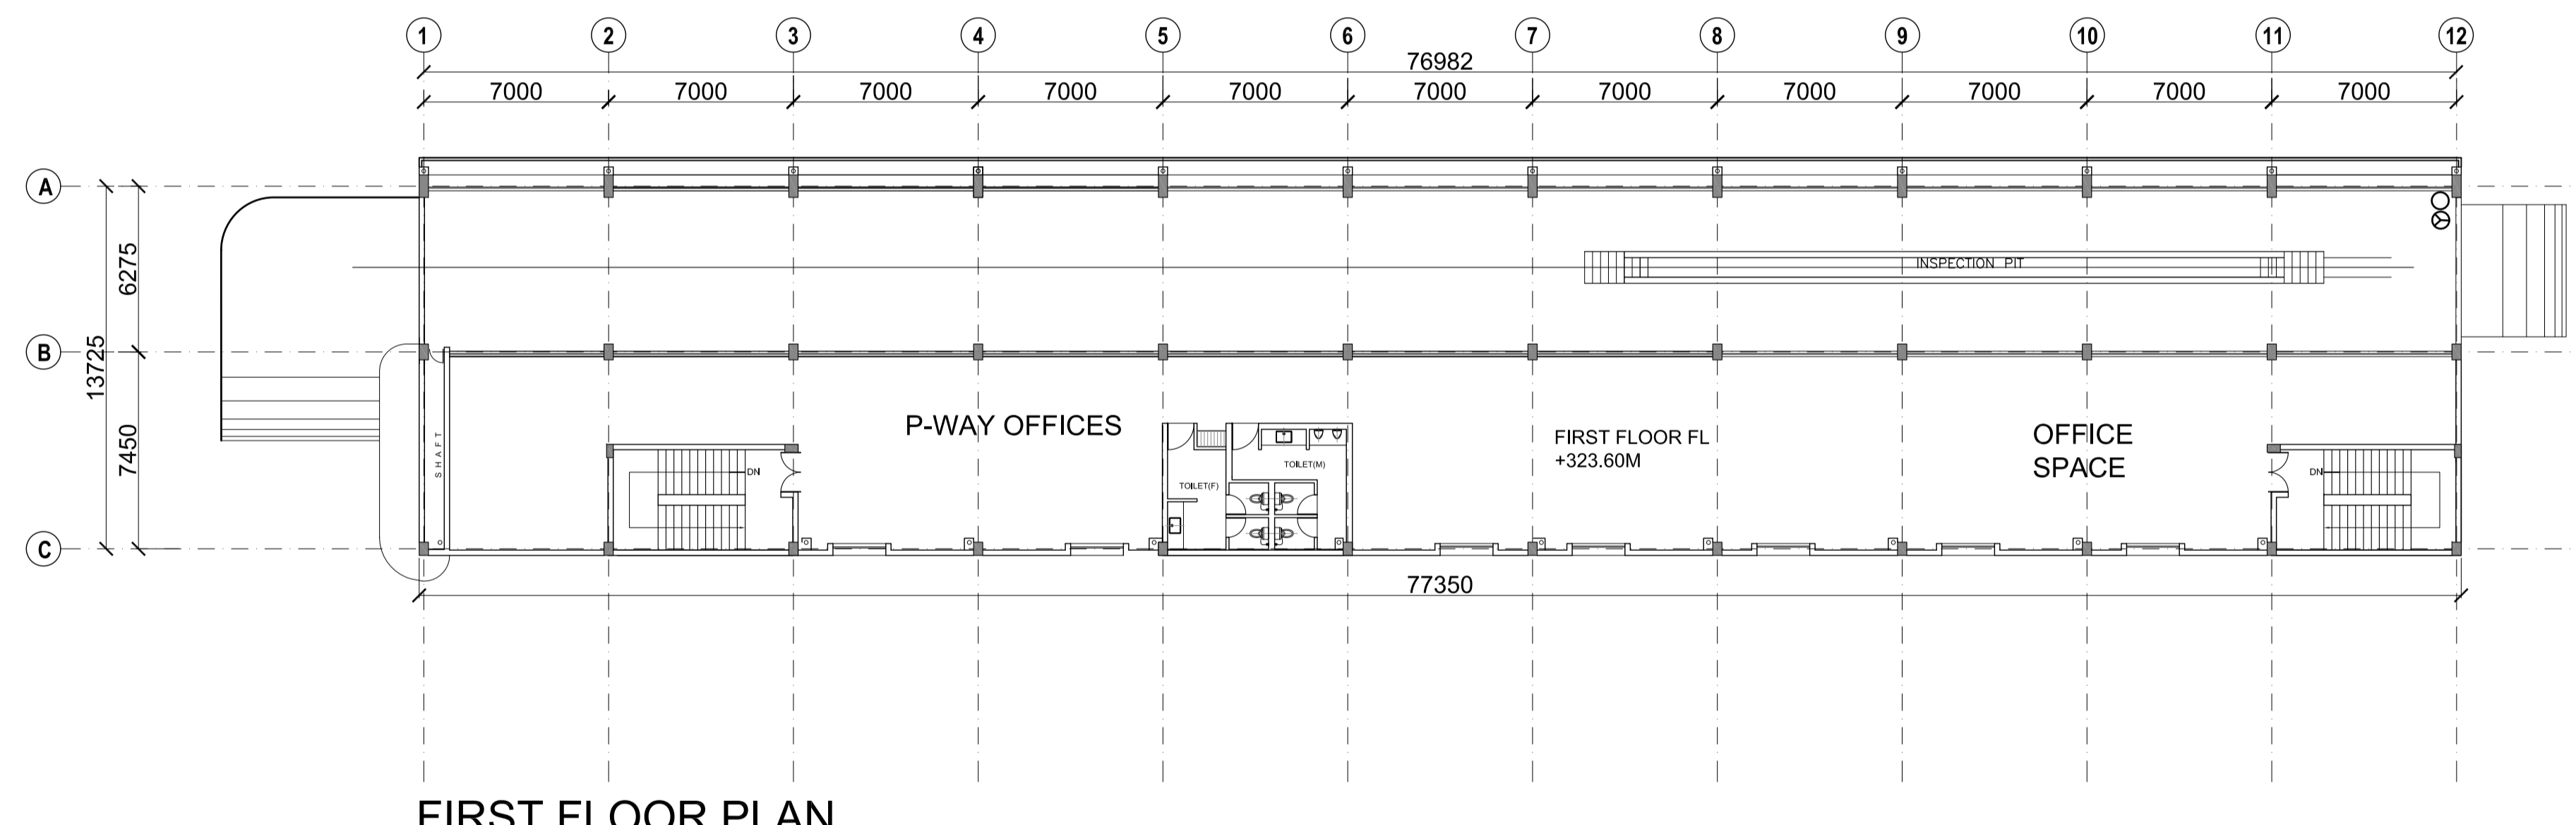 1 2 3 4 5 6 7 8 9 10 11 12
76982
7000 7000 7000 7000 7000 7000 7000 7000 7000 7000 7000
A
6275
INSPECTION PIT
B
13725
7450
SHAFT
P-WAY OFFICES
FIRST FLOOR FL
+323.60M
OFFICE
SPACE
DN
TOILET(M)
TOILET(F)
DN
C
77350
FIRST FLOOR PLAN